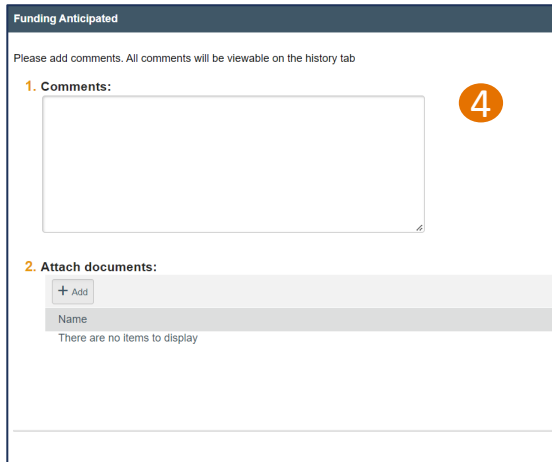 Funding Anticipated
Please add comments. All comments will be viewable on the history tab
1. Comments:
4
2. Attach documents:
+ Add
Name
There are no items to display